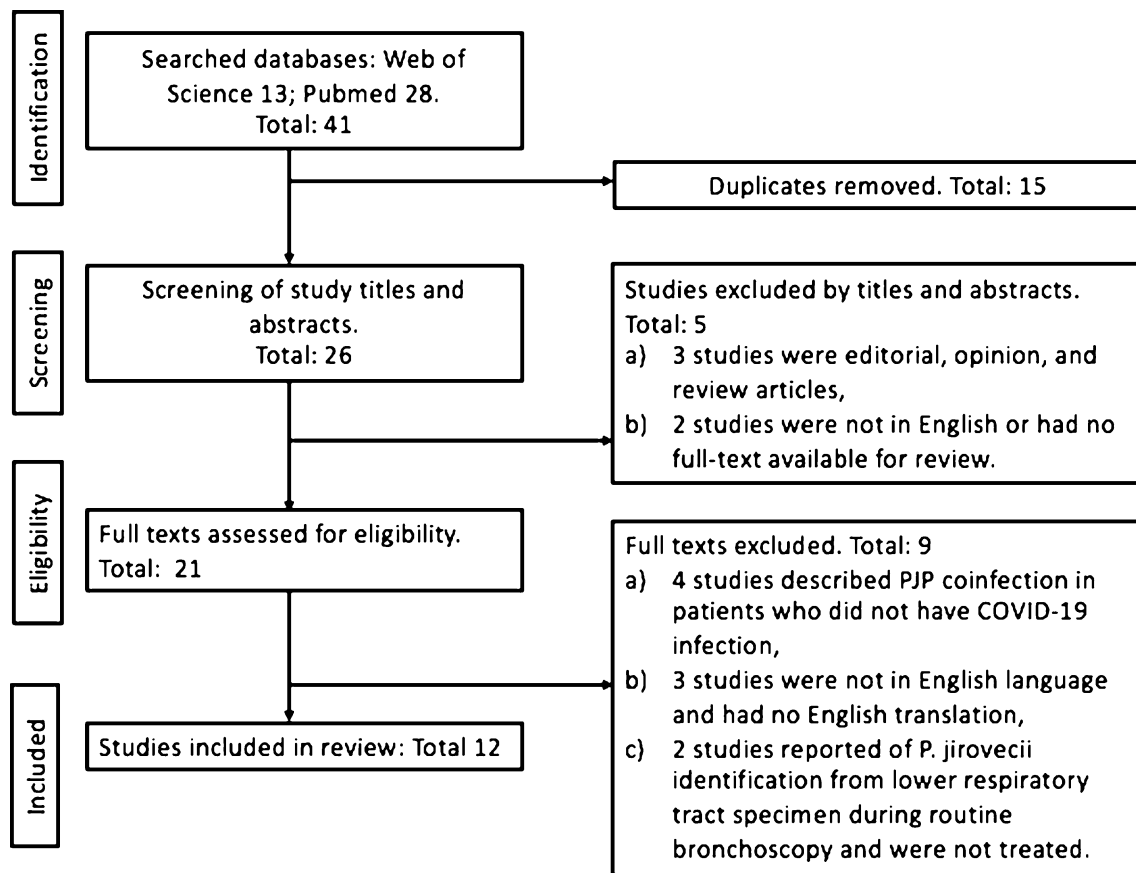 Identification
Searched databases: Web of
Science 13; Pubmed 28.
Total: 41
Duplicates removed. Total: 15
Screening
Screening of study titles and
abstracts.
Total: 26
Studies excluded by titles and abstracts.
Total: 5
a) 3 studies were editorial, opinion, and
review articles,
b) 2 studies were not in English or had no
full-text available for review.
Eligibility
Full texts assessed for eligibility.
Total: 21
Full texts excluded. Total: 9
a) 4 studies described PJP coinfection in
patients who did not have COVID-19
infection,
b) 3 studies were not in English language
and had no English translation,
c) 2 studies reported of P. jirovecii
identification from lower respiratory
tract specimen during routine
bronchoscopy and were not treated.
Included
Studies included in review: Total 12